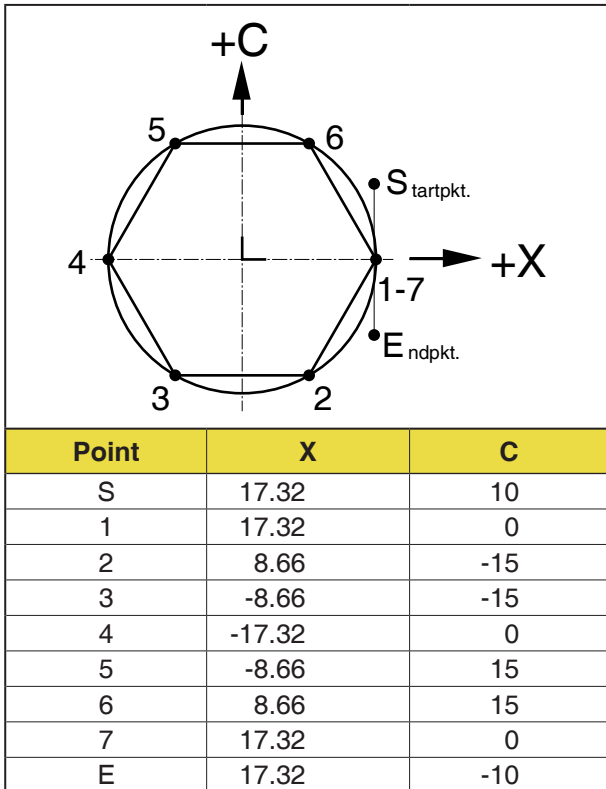 +C
5
6
S tartpkt.
4
+X
1-7
E ndpkt.
3
2
Point X C
S 17.32 10
1 17.32 0
2 8.66 -15
3 -8.66 -15
4 -17.32 0
5 -8.66 15
6 8.66 15
7 17.32 0
E 17.32 -10